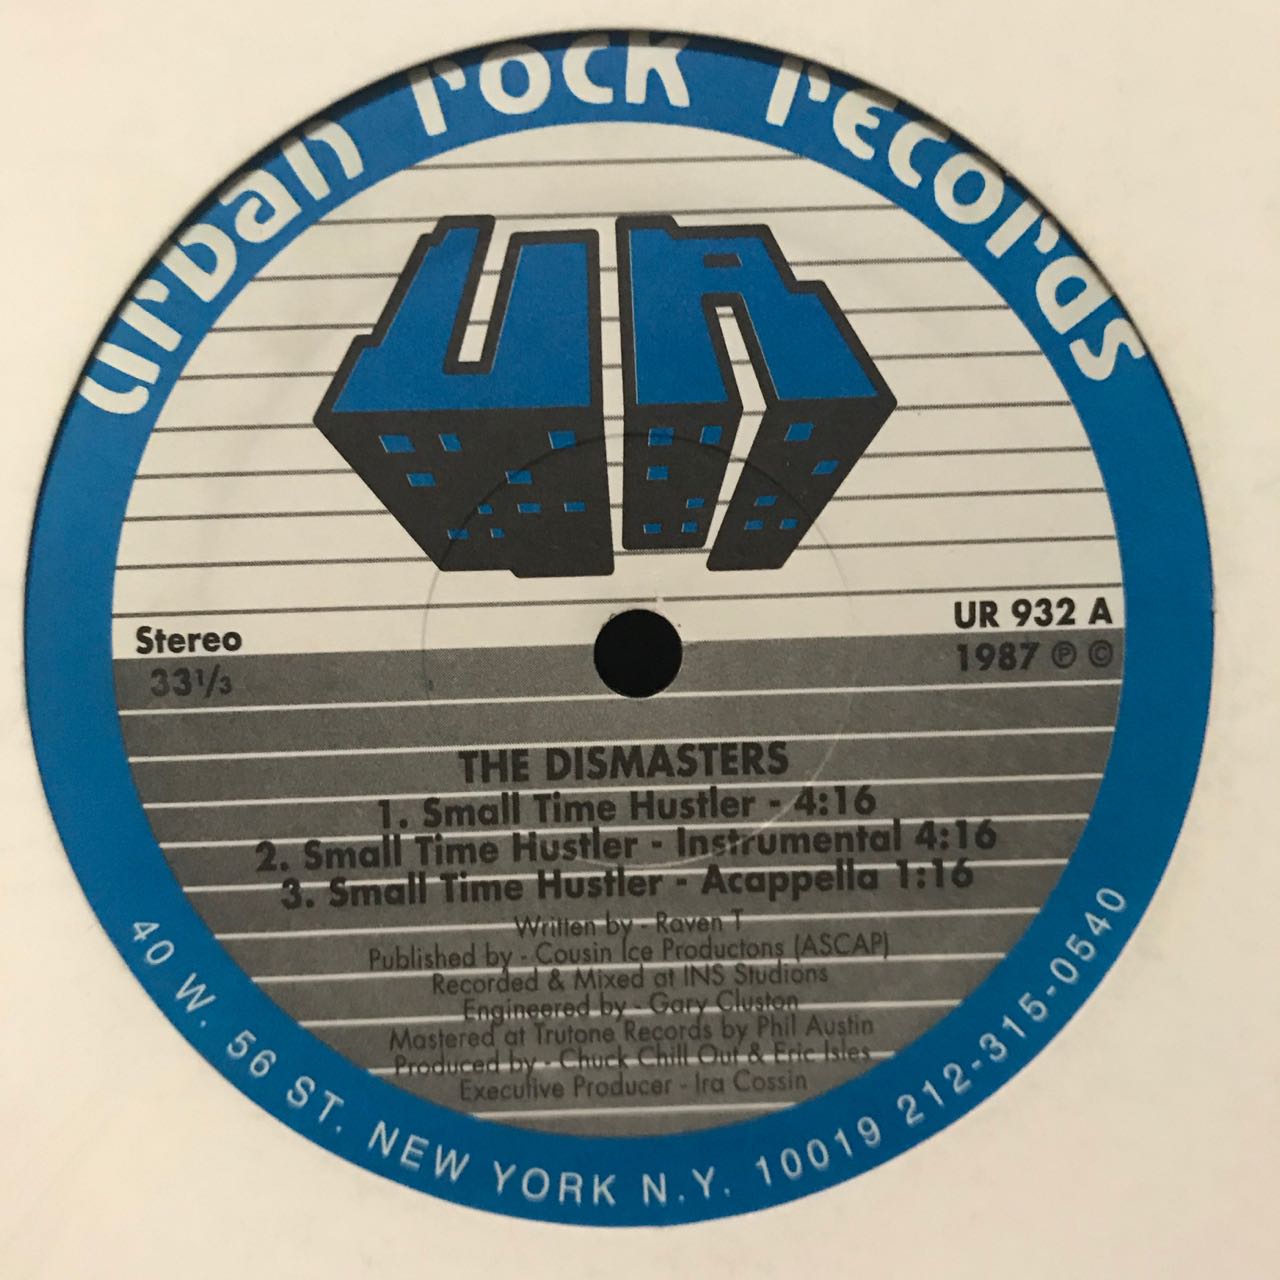 urban rock records
UR
Stereo
UR 932 A
33⅓
1987 ℗ ©
THE DISMASTERS
1. Small Time Hustler - 4:16
2. Small Time Hustler - Instrumental 4:16
3. Small Time Hustler - Acappella 1:16
Written by - Raven T
Published by - Cousin Ice Productons (ASCAP)
Recorded & Mixed at INS Studions
Engineered by - Gary Cluston
Mastered at Trutone Records by Phil Austin
Produced by - Chuck Chill Out & Eric Isles
Executive Producer - Ira Cossin
40 W. 56 ST. NEW YORK N.Y. 10019 212-315-0540